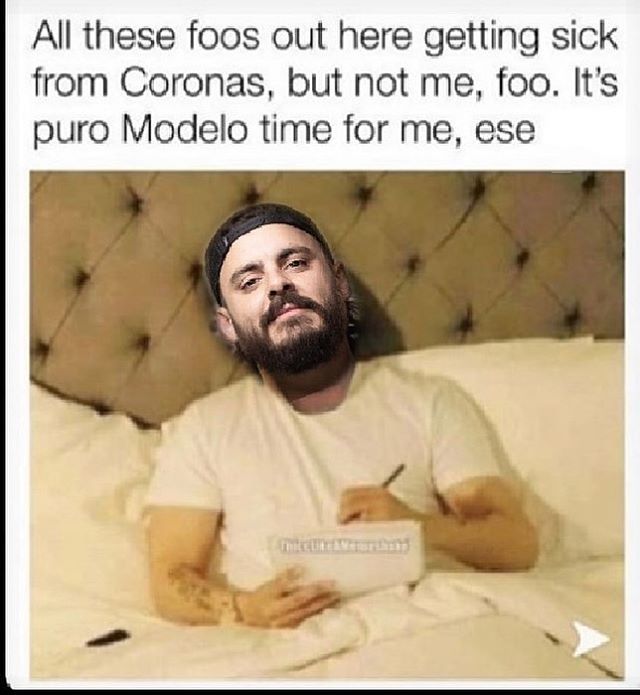 All these foos out here getting sick
from Coronas, but not me, foo. It's
puro Modelo time for me, ese